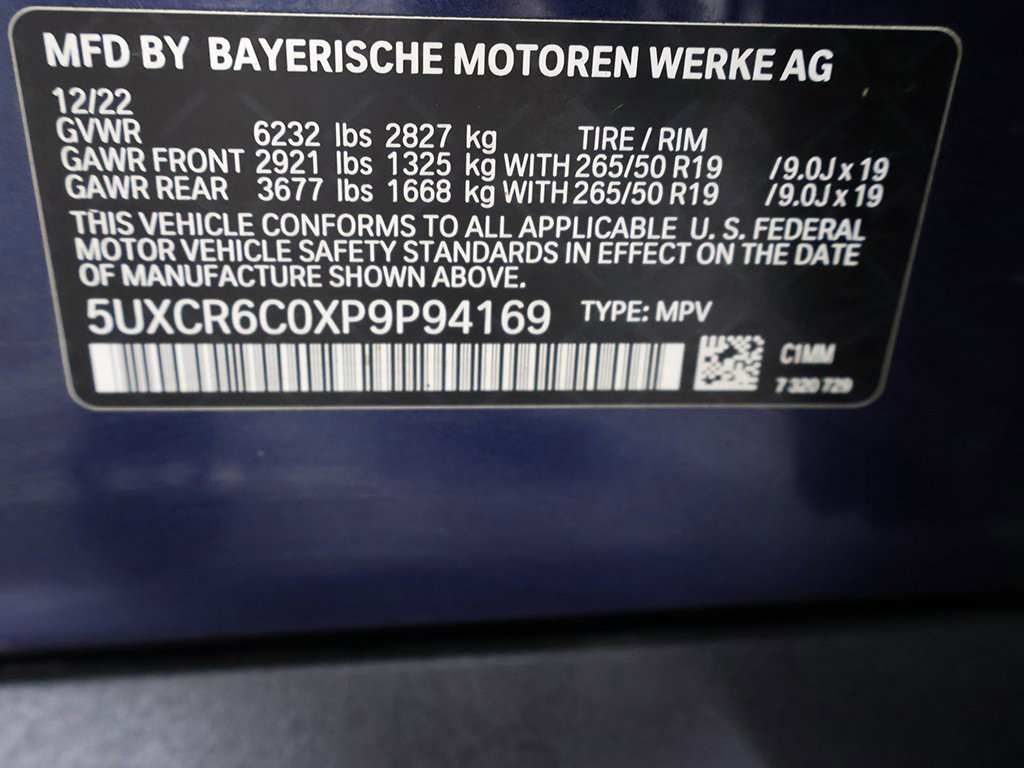 MFD BY BAYERISCHE MOTOREN WERKE AG
12/22
GVWR 6232 lbs 2827 kg TIRE / RIM
GAWR FRONT 2921 lbs 1325 kg WITH 265/50 R19 /9.0J x 19
GAWR REAR 3677 lbs 1668 kg WITH 265/50 R19 /9.0J x 19
THIS VEHICLE CONFORMS TO ALL APPLICABLE U. S. FEDERAL
MOTOR VEHICLE SAFETY STANDARDS IN EFFECT ON THE DATE
OF MANUFACTURE SHOWN ABOVE.
5UXCR6C0XP9P94169 TYPE: MPV
C1MM
7 320 729